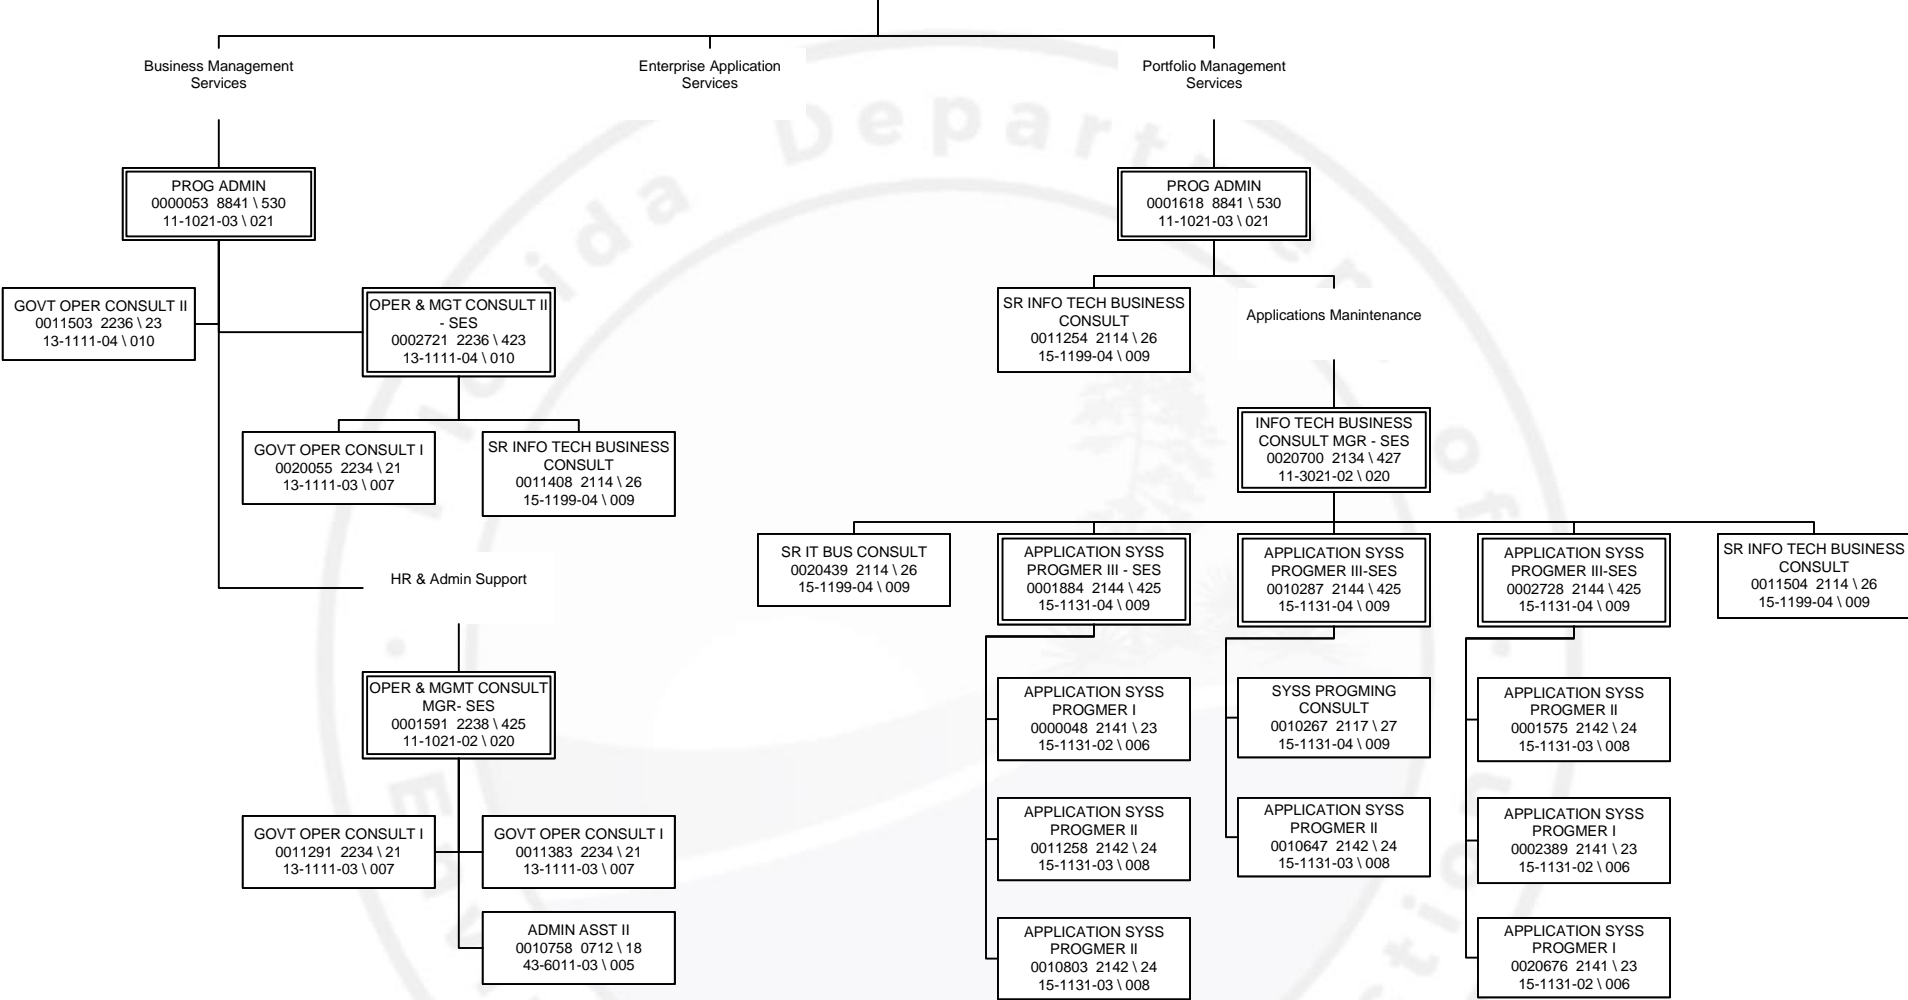 Business Management
Services
Enterprise Application
Services
Portfolio Management
Services
PROG ADMIN
0000053 8841 \ 530
11-1021-03 \ 021
PROG ADMIN
0001618 8841 \ 530
11-1021-03 \ 021
GOVT OPER CONSULT II
0011503 2236 \ 23
13-1111-04 \ 010
OPER & MGT CONSULT II
- SES
0002721 2236 \ 423
13-1111-04 \ 010
SR INFO TECH BUSINESS
CONSULT
0011254 2114 \ 26
15-1199-04 \ 009
Applications Manintenance
GOVT OPER CONSULT I
0020055 2234 \ 21
13-1111-03 \ 007
SR INFO TECH BUSINESS
CONSULT
0011408 2114 \ 26
15-1199-04 \ 009
INFO TECH BUSINESS
CONSULT MGR - SES
0020700 2134 \ 427
11-3021-02 \ 020
HR & Admin Support
SR IT BUS CONSULT
0020439 2114 \ 26
15-1199-04 \ 009
APPLICATION SYSS
PROGMER III - SES
0001884 2144 \ 425
15-1131-04 \ 009
APPLICATION SYSS
PROGMER III-SES
0010287 2144 \ 425
15-1131-04 \ 009
APPLICATION SYSS
PROGMER III-SES
0002728 2144 \ 425
15-1131-04 \ 009
SR INFO TECH BUSINESS
CONSULT
0011504 2114 \ 26
15-1199-04 \ 009
OPER & MGMT CONSULT
MGR- SES
0001591 2238 \ 425
11-1021-02 \ 020
APPLICATION SYSS
PROGMER I
0000048 2141 \ 23
15-1131-02 \ 006
SYSS PROGMING
CONSULT
0010267 2117 \ 27
15-1131-04 \ 009
APPLICATION SYSS
PROGMER II
0001575 2142 \ 24
15-1131-03 \ 008
GOVT OPER CONSULT I
0011291 2234 \ 21
13-1111-03 \ 007
GOVT OPER CONSULT I
0011383 2234 \ 21
13-1111-03 \ 007
APPLICATION SYSS
PROGMER II
0011258 2142 \ 24
15-1131-03 \ 008
APPLICATION SYSS
PROGMER II
0010647 2142 \ 24
15-1131-03 \ 008
APPLICATION SYSS
PROGMER I
0002389 2141 \ 23
15-1131-02 \ 006
ADMIN ASST II
0010758 0712 \ 18
43-6011-03 \ 005
APPLICATION SYSS
PROGMER II
0010803 2142 \ 24
15-1131-03 \ 008
APPLICATION SYSS
PROGMER I
0020676 2141 \ 23
15-1131-02 \ 006